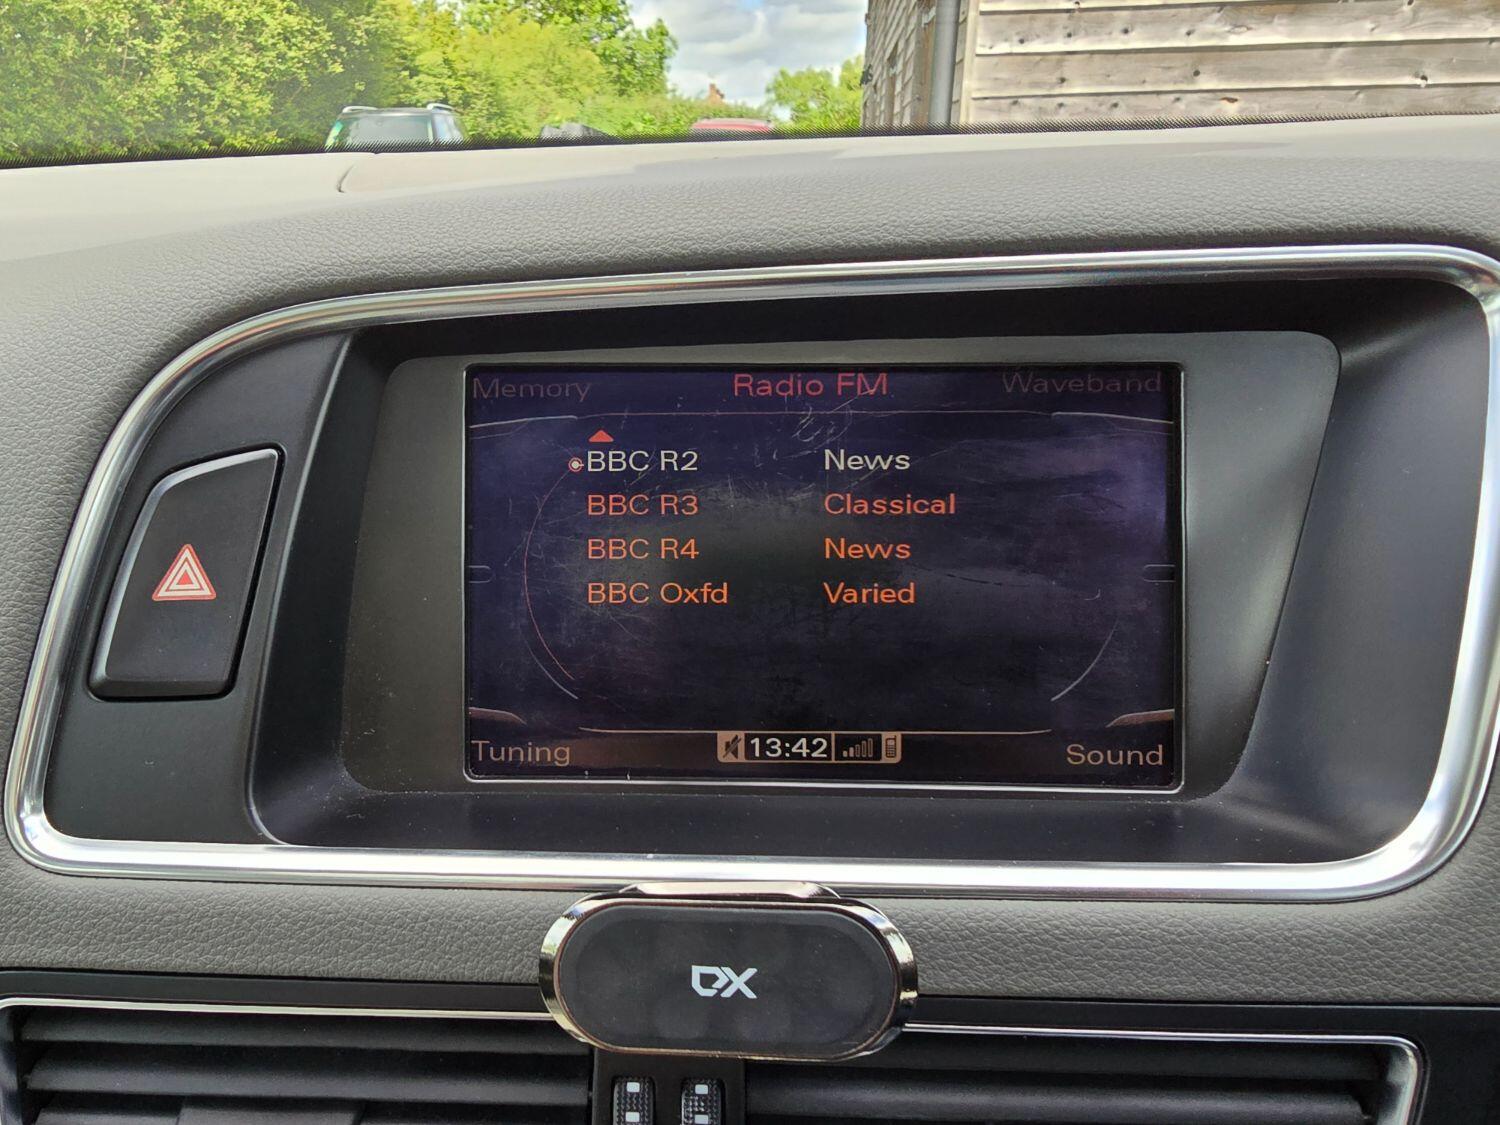 Memory Radio FM Waveband
BBC R2 News
BBC R3 Classical
BBC R4 News
BBC Oxfd Varied
Tuning 13:42 Sound
DX